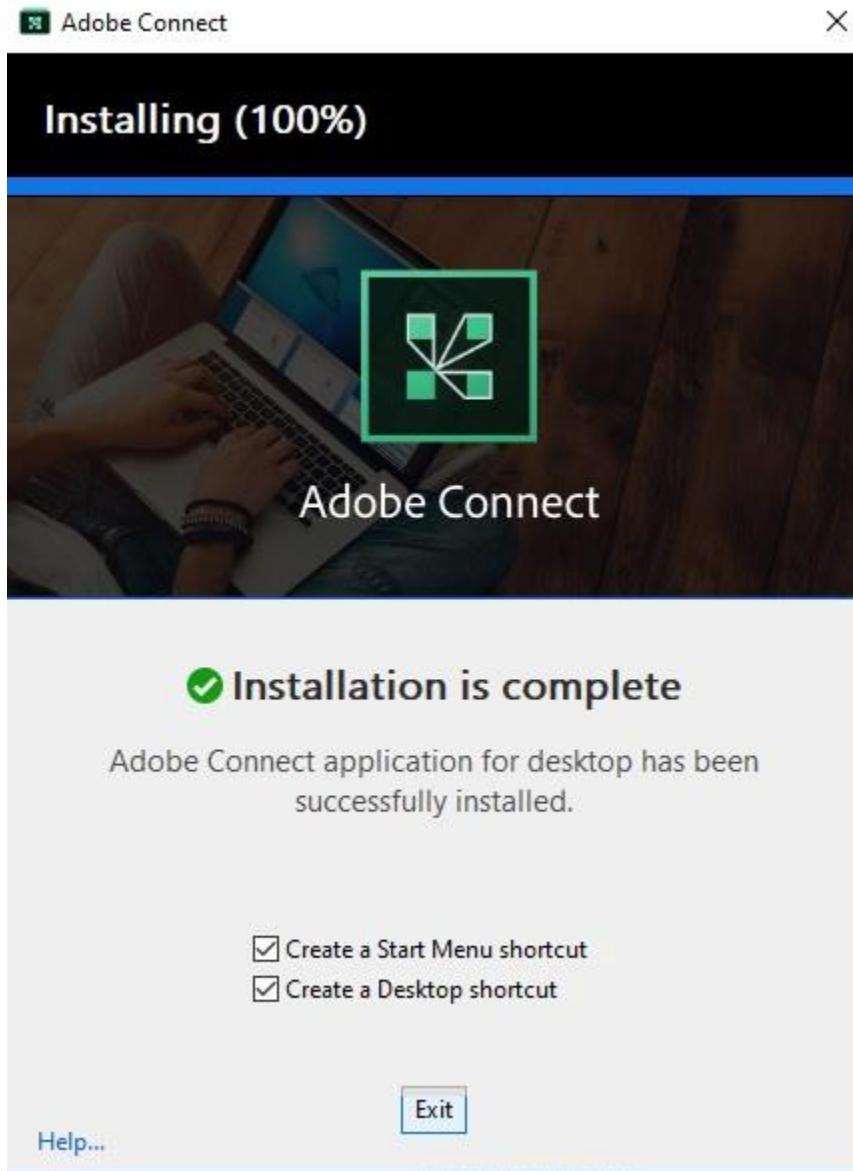 Adobe Connect
Installing (100%)
Adobe Connect
Installation is complete
Adobe Connect application for desktop has been
successfully installed.
Create a Start Menu shortcut
Create a Desktop shortcut
Exit
Help...